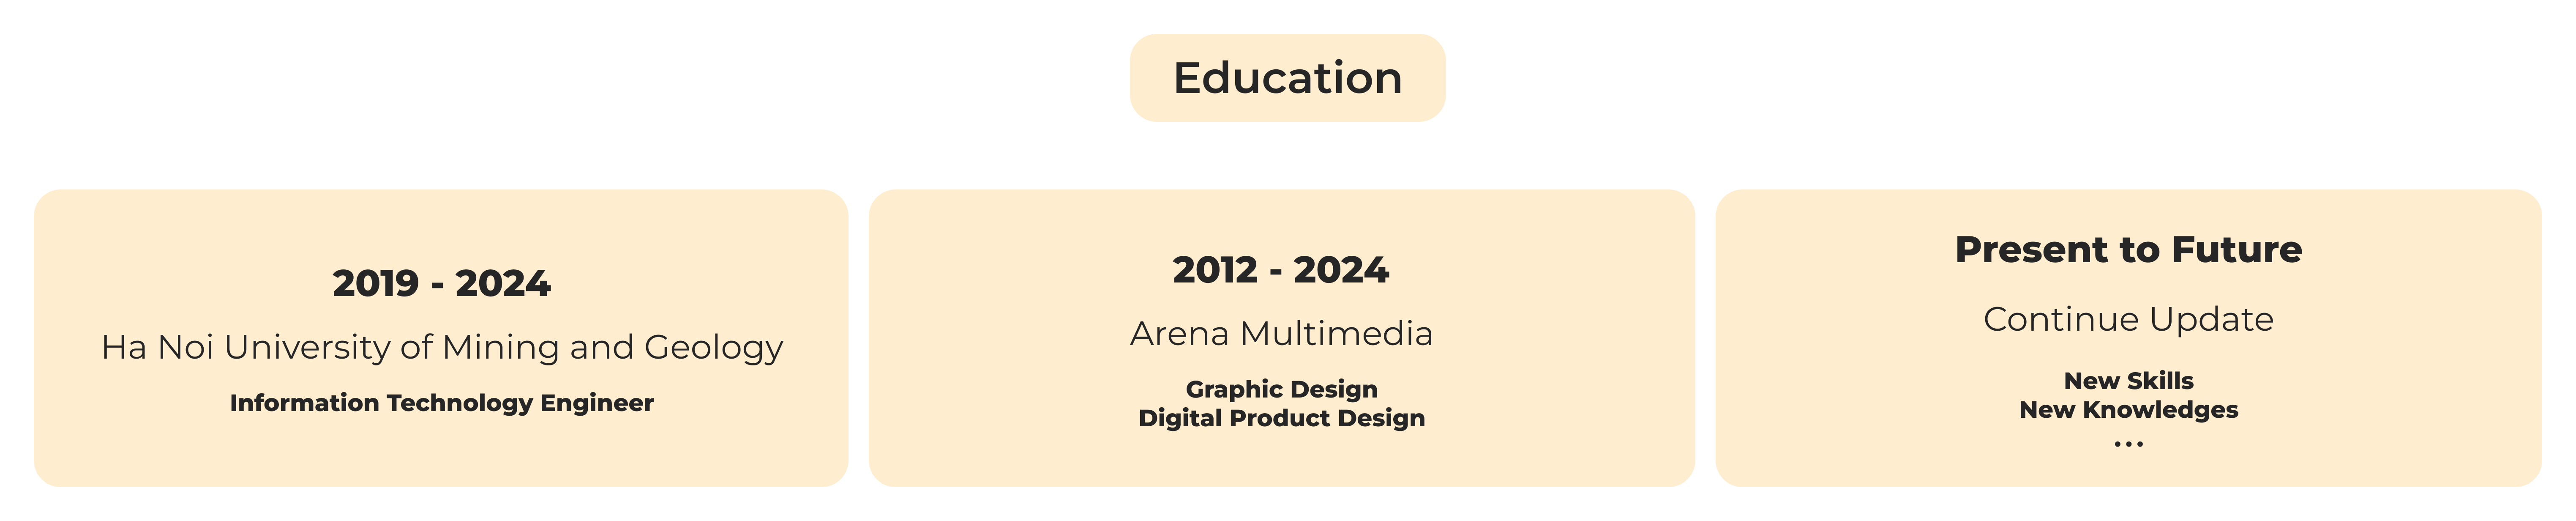 Education
2019 - 2024
Ha Noi University of Mining and Geology
Information Technology Engineer
2012 - 2024
Arena Multimedia
Graphic Design
Digital Product Design
Present to Future
Continue Update
New Skills
New Knowledges
...